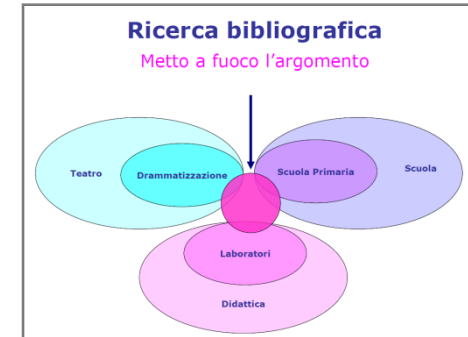 Ricerca bibliografica
Metto a fuoco l'argomento
Teatro
Drammatizzazione
Scuola Primaria
Scuola
Laboratori
Didattica